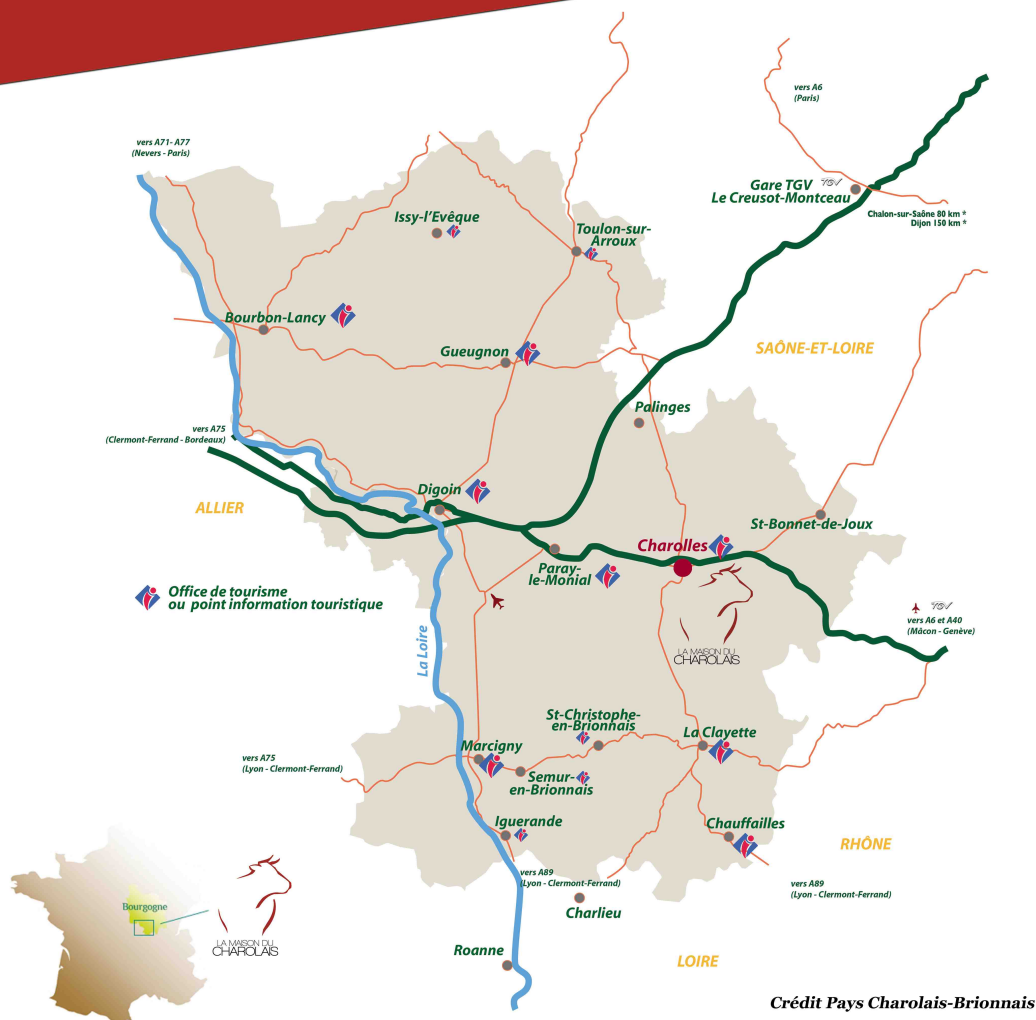 vers A6
(Paris)
vers A71- A77
(Nevers - Paris)
Gare TGV
TGV
Le Creusot-Montceau
Chalon-sur-Saône 80 km *
Dijon 150 km *
Issy-l'Evêque
Toulon-sur-
Arroux
Bourbon-Lancy
Gueugnon
SAÔNE-ET-LOIRE
Palinges
vers A75
(Clermont-Ferrand - Bordeaux)
Digoin
ALLIER
St-Bonnet-de-Joux
Charolles
Paray-
le-Monial
Office de tourisme
ou point information touristique
TGV
vers A6 et A40
(Mâcon - Genève)
La Loire
LA MAISON DU
CHAROLAIS
St-Christophe-
en-Brionnais
La Clayette
Marcigny
vers A75
(Lyon - Clermont-Ferrand)
Semur-
en-Brionnais
Iguerande
Chauffailles
RHÔNE
vers A89
(Lyon - Clermont-Ferrand)
vers A89
(Lyon - Clermont-Ferrand)
Charlieu
Bourgogne
LA MAISON DU
CHAROLAIS
Roanne
LOIRE
Crédit Pays Charolais-Brionnais